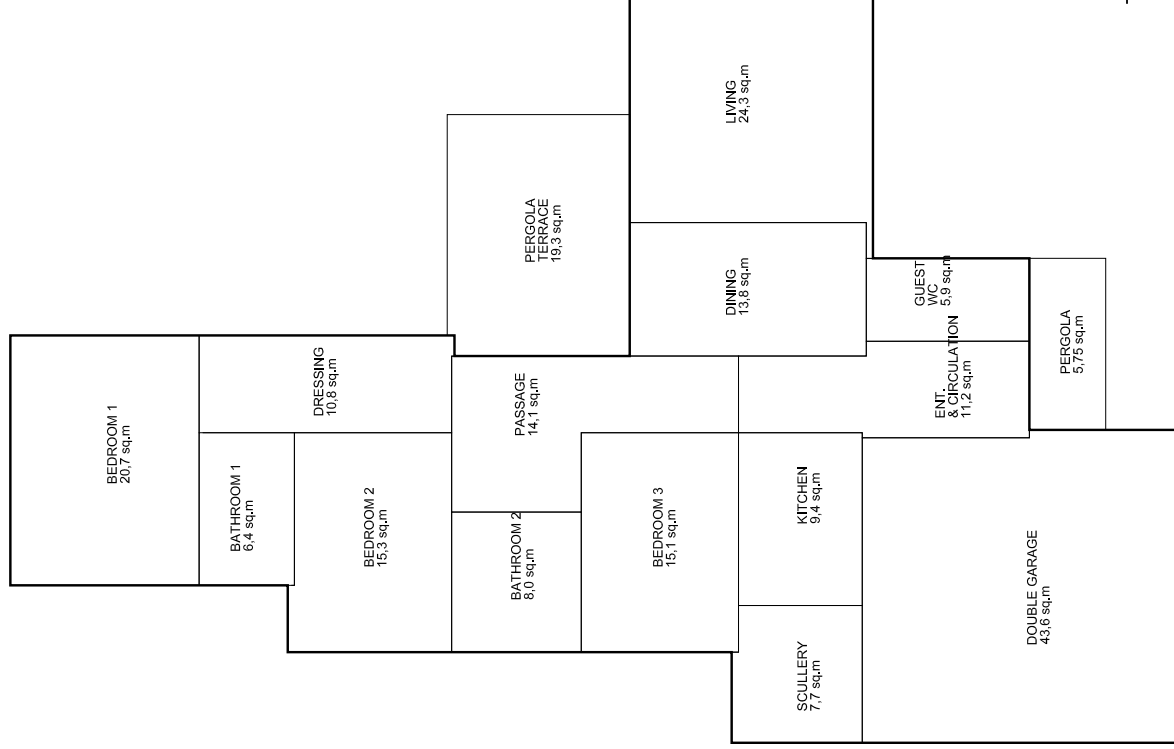 BEDROOM 1
20,7 sq.m
BATHROOM 1
6,4 sq.m
DRESSING
10,8 sq.m
BEDROOM 2
15,3 sq.m
PASSAGE
14,1 sq.m
BATHROOM 2
8,0 sq.m
PERGOLA
TERRACE
19,3 sq.m
BEDROOM 3
15,1 sq.m
LIVING
24,3 sq.m
DINING
13,8 sq.m
KITCHEN
9,4 sq.m
SCULLERY
7,7 sq.m
GUEST
WC
5,9 sq.m
ENT.
& CIRCULATION
11,2 sq.m
PERGOLA
5,75 sq.m
DOUBLE GARAGE
43,6 sq.m